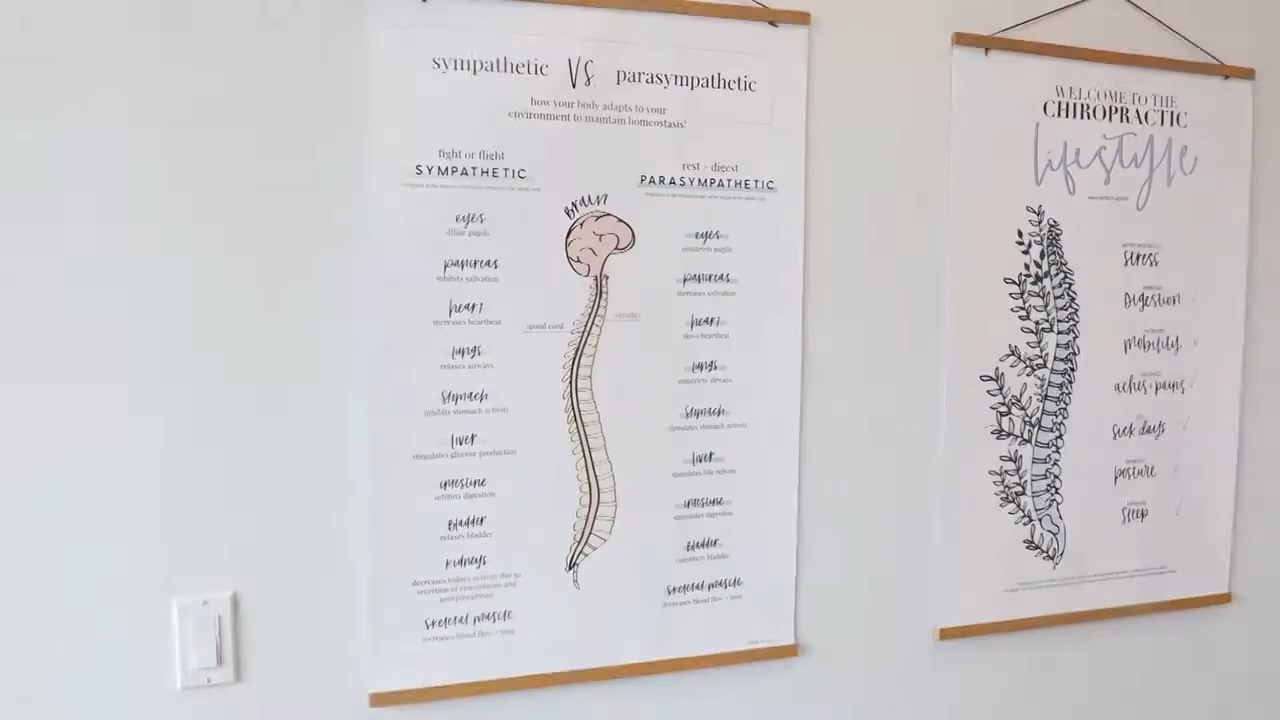 sympathetic VS. parasympathetic
how your body adapts to your
environment to maintain homeostasis!
fight or flight
SYMPATHETIC
eyes
dilate pupils
pancreas
inhibits salivation
heart
increases heartbeat
lungs
relaxes airways
stomach
inhibits stomach activity
liver
stimulates glucose production
intestine
inhibits digestion
Bladder
relaxes bladder
kidneys
decreases kidney activity due to
secretion of epinephrine and
norepinephrine
skeletal muscle
increases blood flow + tone
Brain
spinal cord
vertebrae
rest + digest
PARASYMPATHETIC
eyes
constricts pupils
pancreas
increases salivation
heart
slows heartbeat
lungs
constricts airways
stomach
stimulates stomach activity
liver
stimulates bile release
intestine
stimulates digestion
Bladder
constricts bladder
skeletal muscle
decreases blood flow + tone
WELCOME TO THE
CHIROPRACTIC
lifestyle
stress
Digestion
mobility
aches + pains
sick days
posture
sleep